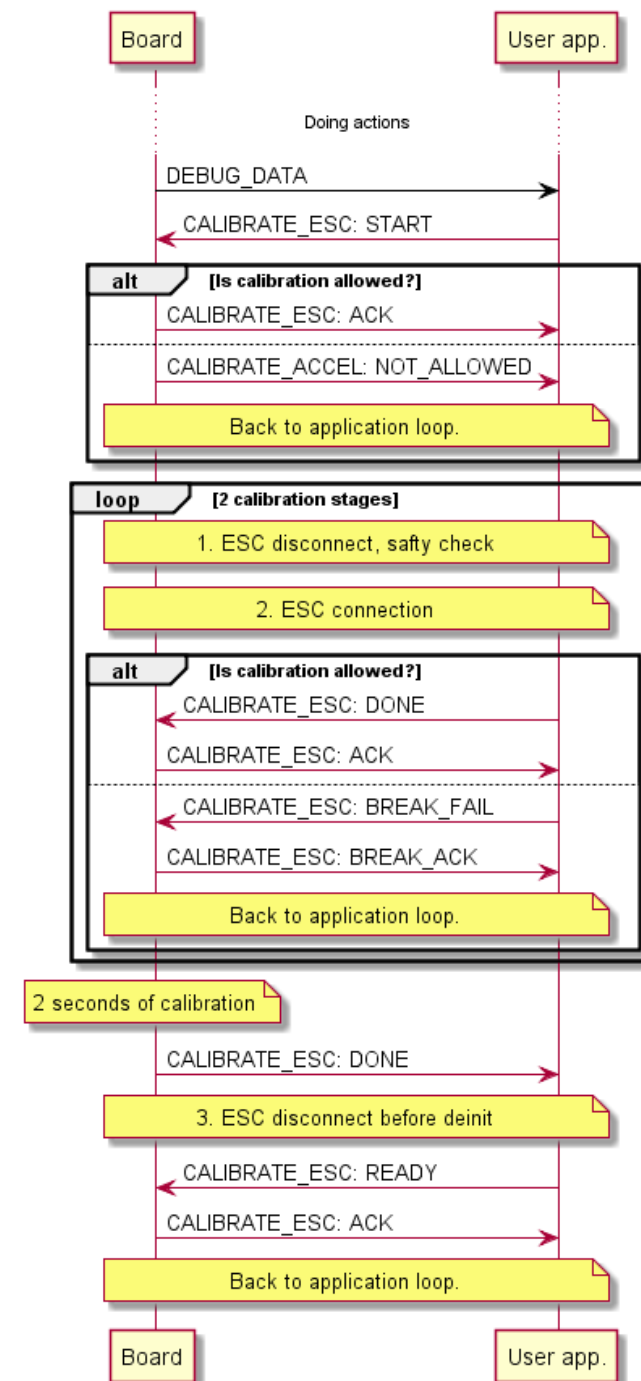 Board User app.
Doing actions
DEBUG_DATA
CALIBRATE_ESC: START
alt [Is calibration allowed?]
CALIBRATE_ESC: ACK
CALIBRATE_ACCEL: NOT_ALLOWED
Back to application loop.
loop [2 calibration stages]
1. ESC disconnect, safty check
2. ESC connection
alt [Is calibration allowed?]
CALIBRATE_ESC: DONE
CALIBRATE_ESC: ACK
CALIBRATE_ESC: BREAK_FAIL
CALIBRATE_ESC: BREAK_ACK
Back to application loop.
2 seconds of calibration
CALIBRATE_ESC: DONE
3. ESC disconnect before deinit
CALIBRATE_ESC: READY
CALIBRATE_ESC: ACK
Back to application loop.
Board User app.